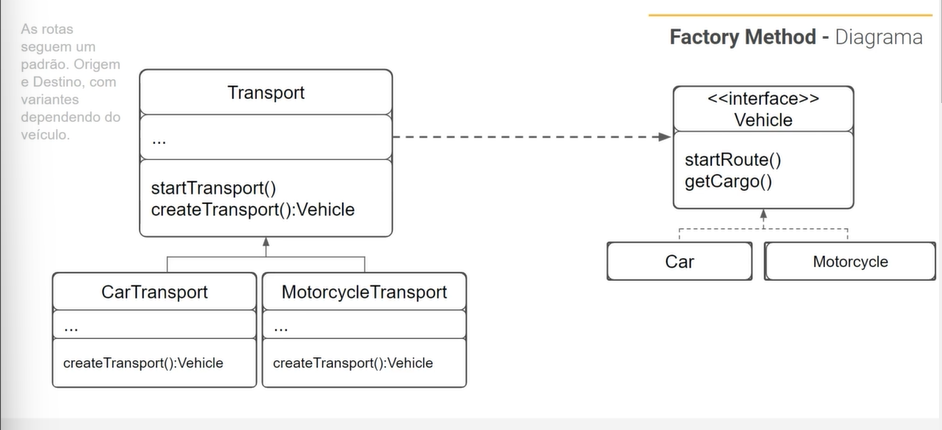 As rotas
seguem um
padrão. Origem
e Destino, com
variantes
dependendo do
veículo.
Factory Method - Diagrama
Transport
...
startTransport()
createTransport():Vehicle
<<interface>>
Vehicle
startRoute()
getCargo()
CarTransport
...
createTransport():Vehicle
MotorcycleTransport
...
createTransport():Vehicle
Car
Motorcycle